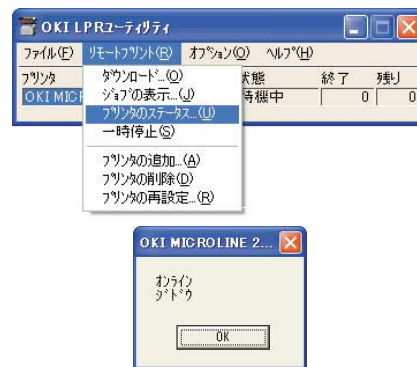 OKI LPRユーティリティ
ファイル(F) リモートプリント(R) オプション(O) ヘルプ(H)
プリンタ 状態 終了 残り
OKI MICR 待機中 0 0
ダウンロード...(O)
ジョブの表示...(J)
プリンタのステータス...(U)
一時停止(S)
プリンタの追加...(A)
プリンタの削除(D)
プリンタの再設定...(R)
OKI MICROLINE 2...
オンライン
ジドウ
OK